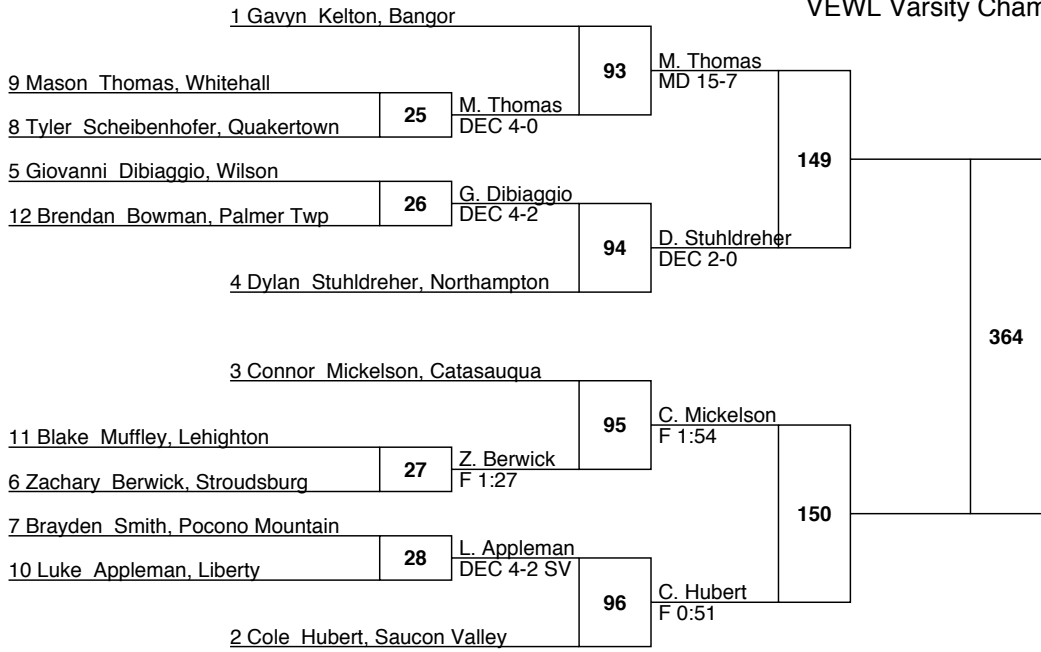 VEWL Varsity Cham
1 Gavyn Kelton, Bangor
93
M. Thomas
MD 15-7
9 Mason Thomas, Whitehall
25
M. Thomas
DEC 4-0
8 Tyler Scheibenhofer, Quakertown
149
5 Giovanni Dibiaggio, Wilson
26
G. Dibiaggio
DEC 4-2
12 Brendan Bowman, Palmer Twp
94
D. Stuhldreher
DEC 2-0
4 Dylan Stuhldreher, Northampton
364
3 Connor Mickelson, Catasauqua
95
C. Mickelson
F 1:54
11 Blake Muffley, Lehighton
27
Z. Berwick
F 1:27
6 Zachary Berwick, Stroudsburg
150
7 Brayden Smith, Pocono Mountain
28
L. Appleman
DEC 4-2 SV
10 Luke Appleman, Liberty
96
C. Hubert
F 0:51
2 Cole Hubert, Saucon Valley